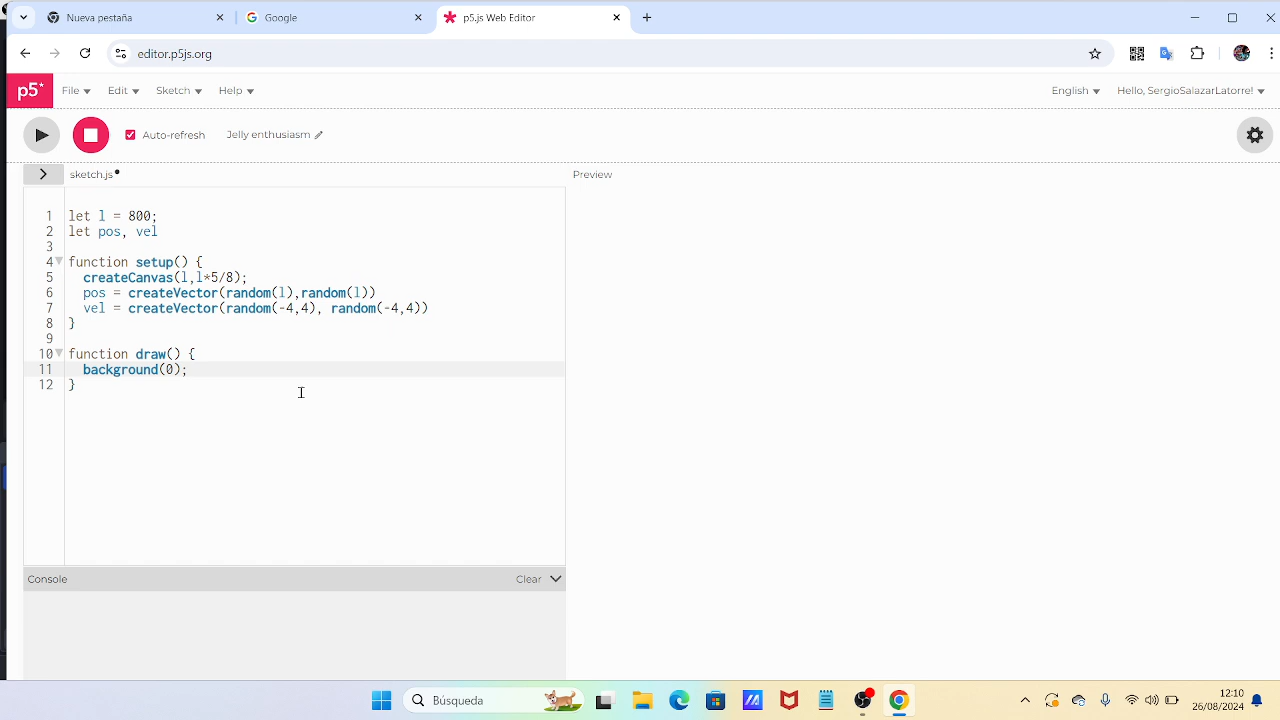 Nueva pestaña
Google
p5.js Web Editor
editor.p5js.org
p5*
File
Edit
Sketch
Help
English
Hello, SergioSalazarLatorre!
Auto-refresh
Jelly enthusiasm
sketch.js
Preview
1 let l = 800;
2 let pos, vel
3
4 function setup() {
5 createCanvas(l,l*5/8);
6 pos = createVector(random(l),random(l))
7 vel = createVector(random(-4,4), random(-4,4))
8 }
9
10 function draw() {
11 background(0);
12 }
Console
Clear
Búsqueda
12:10
26/08/2024